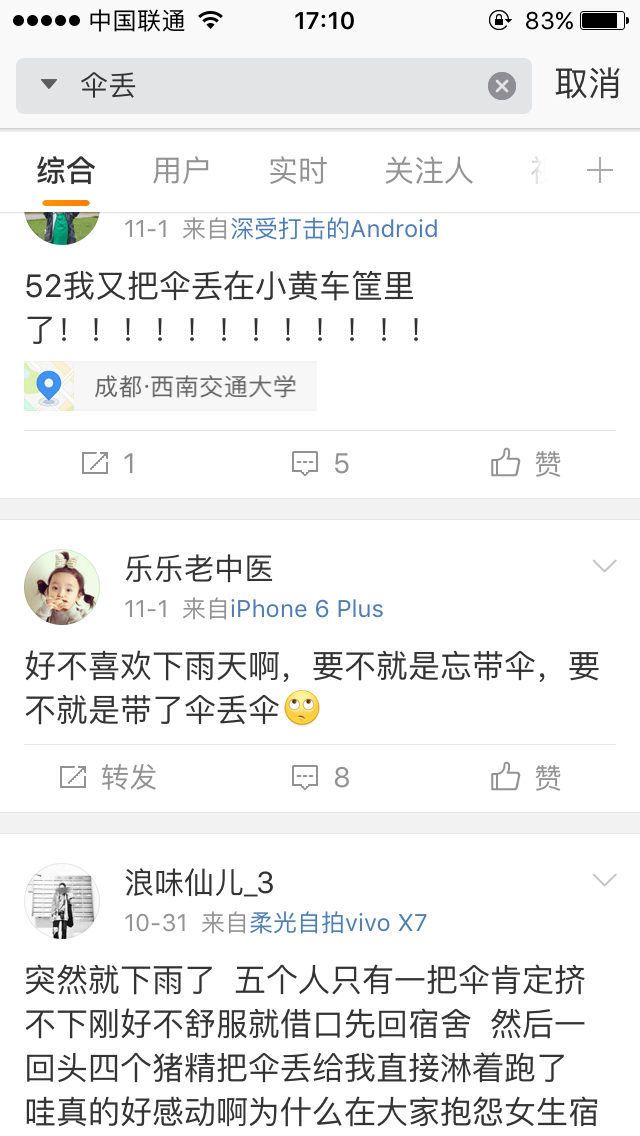 中国联通 17:10 83%
伞丢 取消
综合 用户 实时 关注人
11-1 来自深受打击的Android
52我又把伞丢在小黄车筐里
了！！！！！！！！！！！！
成都·西南交通大学
1 5 赞
乐乐老中医
11-1 来自iPhone 6 Plus
好不喜欢下雨天啊，要不就是忘带伞，要
不就是带了伞丢伞🙄
转发 8 赞
浪味仙儿_3
10-31 来自柔光自拍vivo X7
突然就下雨了 五个人只有一把伞肯定挤
不下刚好不舒服就借口先回宿舍 然后一
回头四个猪精把伞丢给我直接淋着跑了
哇真的好感动啊为什么在大家抱怨女生宿